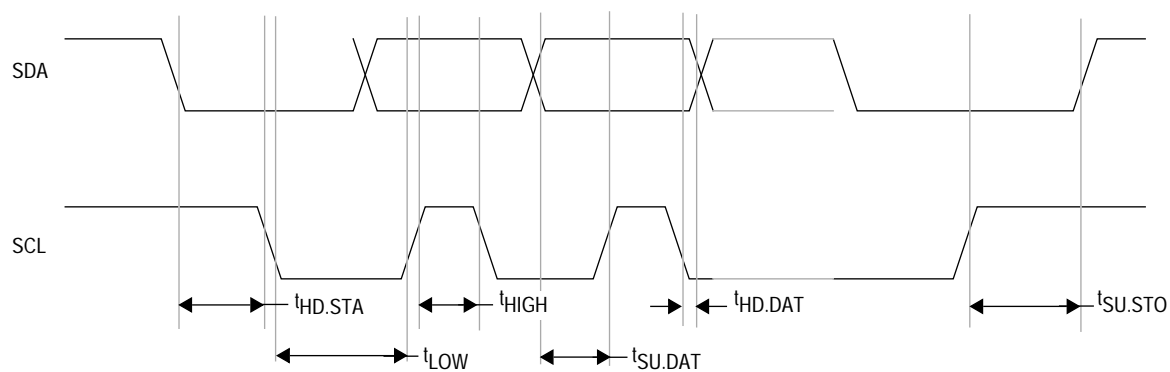 SDA
SCL
tHD.STA
tHIGH
tHD.DAT
tSU.STO
tLOW
tSU.DAT